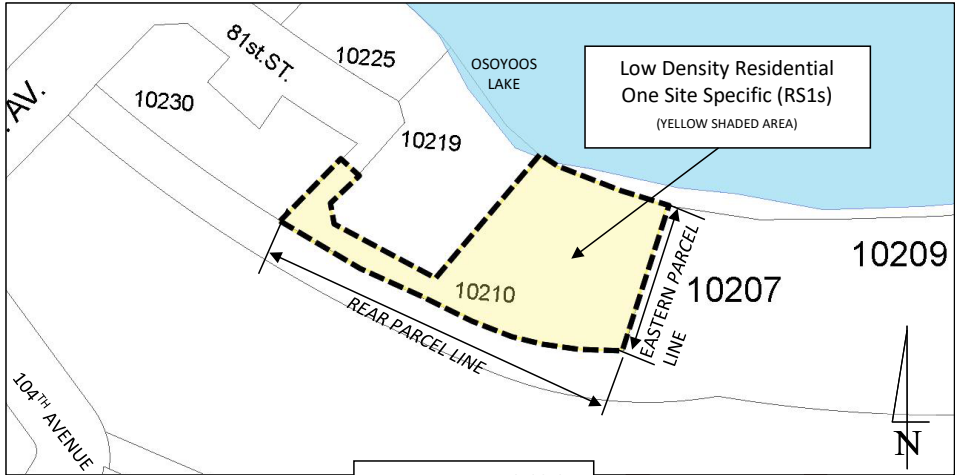 81st.ST.
10225
OSOYOOS
LAKE
Low Density Residential
One Site Specific (RS1s)
(YELLOW SHADED AREA)
10230
. AV.
10219
10210
10207
10209
EASTERN PARCEL
LINE
REAR PARCEL LINE
104TH AVENUE
N